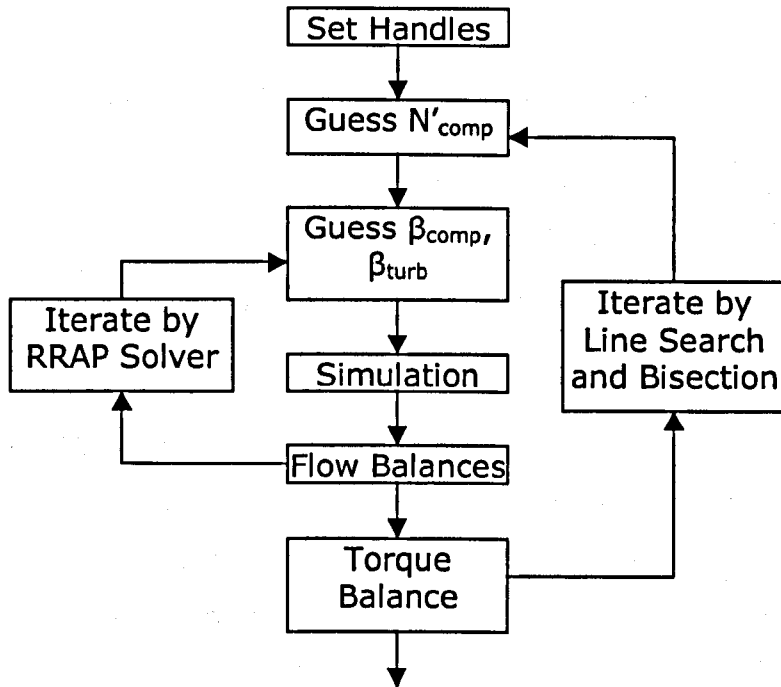 Set Handles
Guess N'comp
Guess βcomp,
βturb
Iterate by
RRAP Solver
Iterate by
Line Search
and Bisection
Simulation
Flow Balances
Torque
Balance